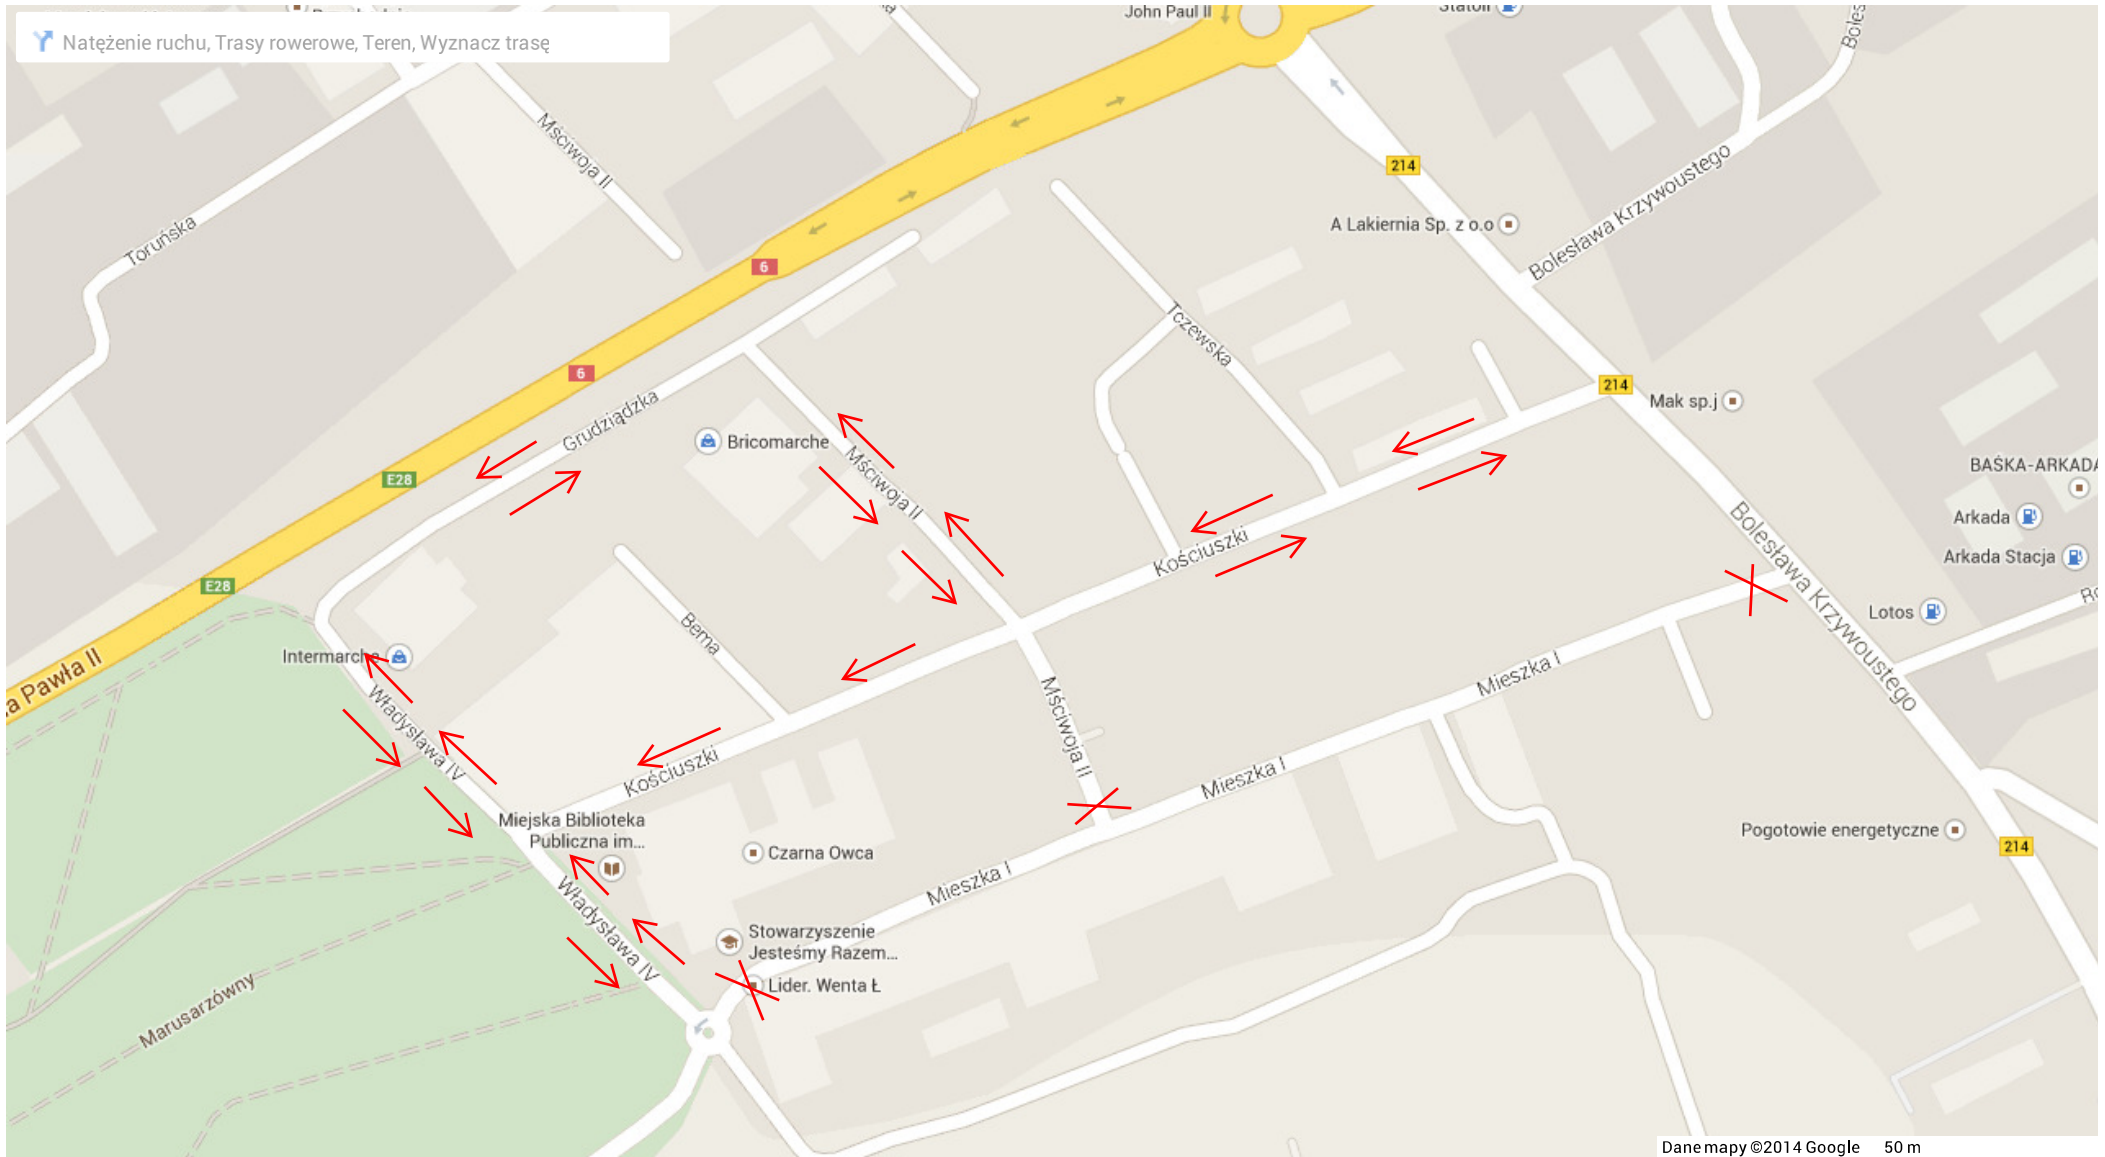 John Paul II
Statoil
Natężenie ruchu, Trasy rowerowe, Teren, Wyznacz trasę
Mściwoja II
214
Bolesława Krzywoustego
A Lakiernia Sp. z o.o
Toruńska
6
Tczewska
6
214
Mak sp.j
Grudziądzka
Bricomarche
Mściwoja II
BAŚKA-ARKADA
E28
Arkada
Bolesława Krzywoustego
Kościuszki
Arkada Stacja
E28
Lotos
Bema
Intermarche
a Pawła II
Mieszka I
Władysława IV
Mściwoja II
Kościuszki
Mieszka I
Miejska Biblioteka
Publiczna im...
Pogotowie energetyczne
214
Czarna Owca
Mieszka I
Władysława IV
Stowarzyszenie
Jesteśmy Razem...
Lider. Wenta Ł
Marusarzówny
Dane mapy ©2014 Google 50 m